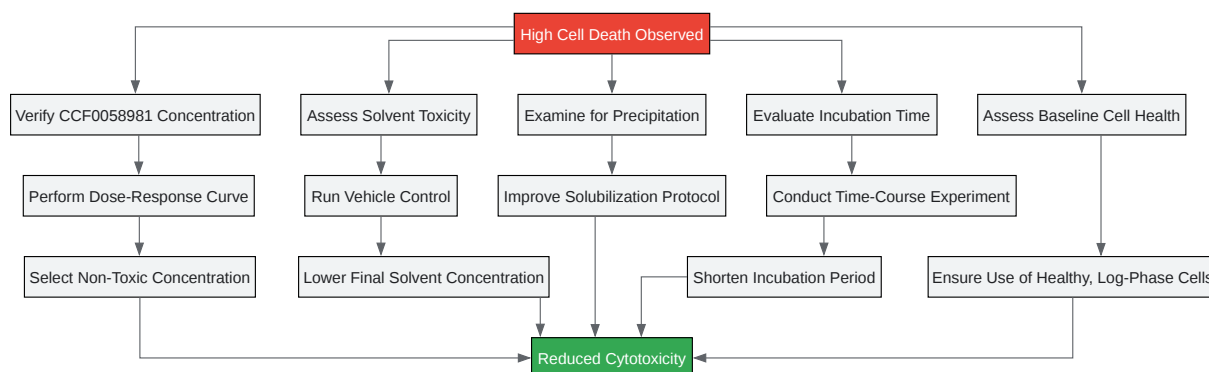 High Cell Death Observed
Verify CCF0058981 Concentration
Assess Solvent Toxicity
Examine for Precipitation
Evaluate Incubation Time
Assess Baseline Cell Health
Perform Dose-Response Curve
Run Vehicle Control
Improve Solubilization Protocol
Conduct Time-Course Experiment
Select Non-Toxic Concentration
Lower Final Solvent Concentration
Shorten Incubation Period
Ensure Use of Healthy, Log-Phase Cells
Reduced Cytotoxicity